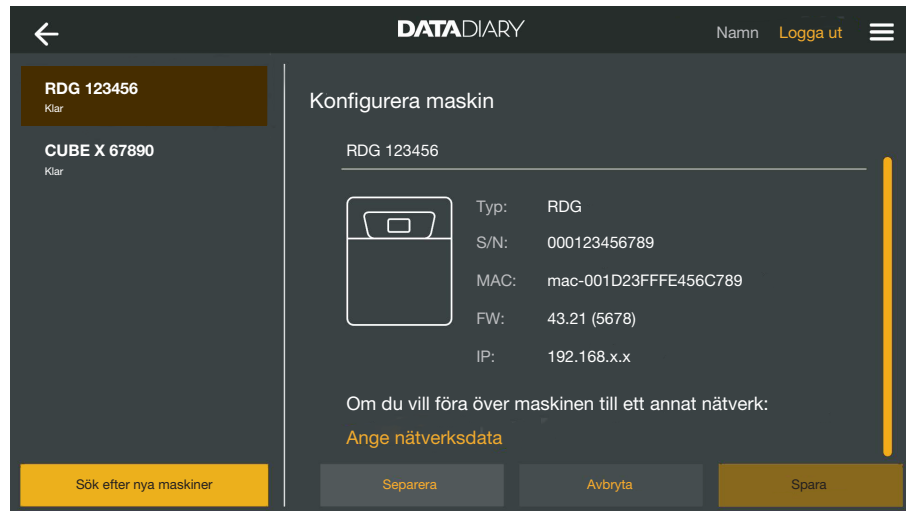 DATADIARY
Namn Logga ut
RDG 123456
Klar
CUBE X 67890
Klar
Sök efter nya maskiner
Konfigurera maskin
RDG 123456
Typ: RDG
S/N: 000123456789
MAC: mac-001D23FFFE456C789
FW: 43.21 (5678)
IP: 192.168.x.x
Om du vill föra över maskinen till ett annat nätverk:
Ange nätverksdata
Separera
Avbryta
Spara